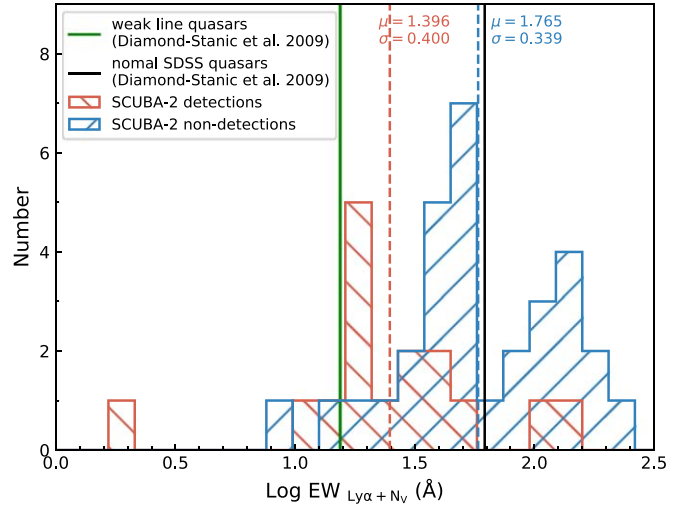 weak line quasars
(Diamond-Stanic et al. 2009)
nomal SDSS quasars
(Diamond-Stanic et al. 2009)
SCUBA-2 detections
SCUBA-2 non-detections
μ = 1.396
σ = 0.400
μ = 1.765
σ = 0.339
Number
8
6
4
2
0
0.0 0.5 1.0 1.5 2.0 2.5
Log EW Lyα + Nv (Å)